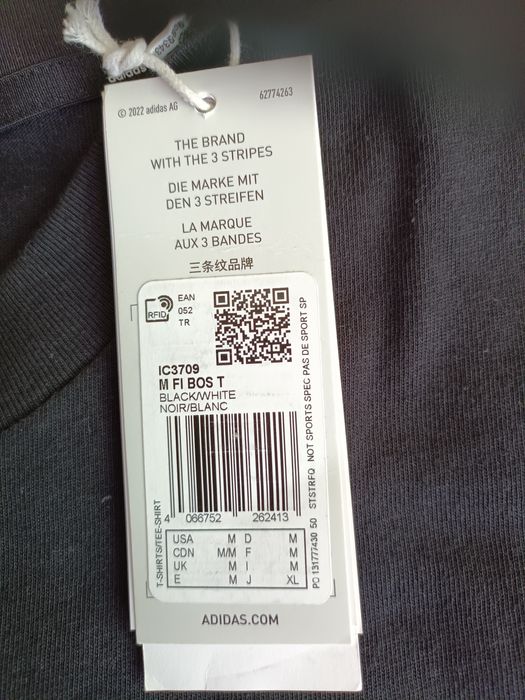 © 2022 adidas AG
62774263
THE BRAND
WITH THE 3 STRIPES
DIE MARKE MIT
DEN 3 STREIFEN
LA MARQUE
AUX 3 BANDES
三条纹品牌
RFID
EAN
052
TR
IC3709
M FI BOS T
BLACK/WHITE
NOIR/BLANC
4 066752 262413
T-SHIRTS/TEE-SHIRT
PO 131777430 50 STSTRFQ NOT SPORTS SPEC PAS DE SPORT SP
USA M D M
CDN M/M F M
UK M I M
E M J XL
ADIDAS.COM